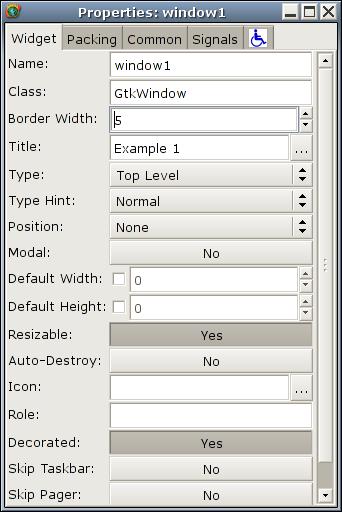 Properties: window1
Widget Packing Common Signals
Name: window1
Class: GtkWindow
Border Width: 5
Title: Example 1 ...
Type: Top Level
Type Hint: Normal
Position: None
Modal: No
Default Width: 0
Default Height: 0
Resizable: Yes
Auto-Destroy: No
Icon: ...
Role:
Decorated: Yes
Skip Taskbar: No
Skip Pager: No